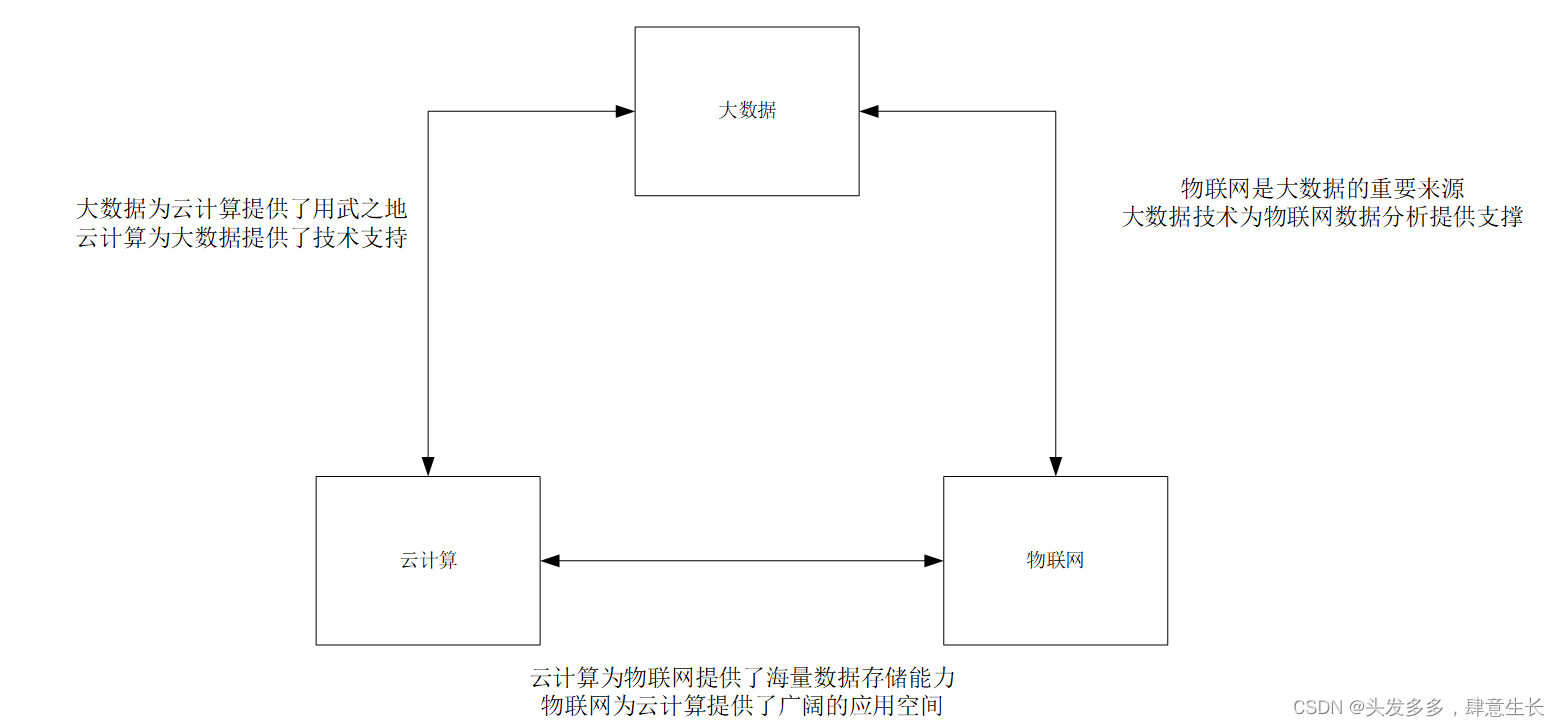 大数据
大数据为云计算提供了用武之地
云计算为大数据提供了技术支持
物联网是大数据的重要来源
大数据技术为物联网数据分析提供支撑
云计算
物联网
云计算为物联网提供了海量数据存储能力
物联网为云计算提供了广阔的应用空间
CSDN @头发多多，肆意生长